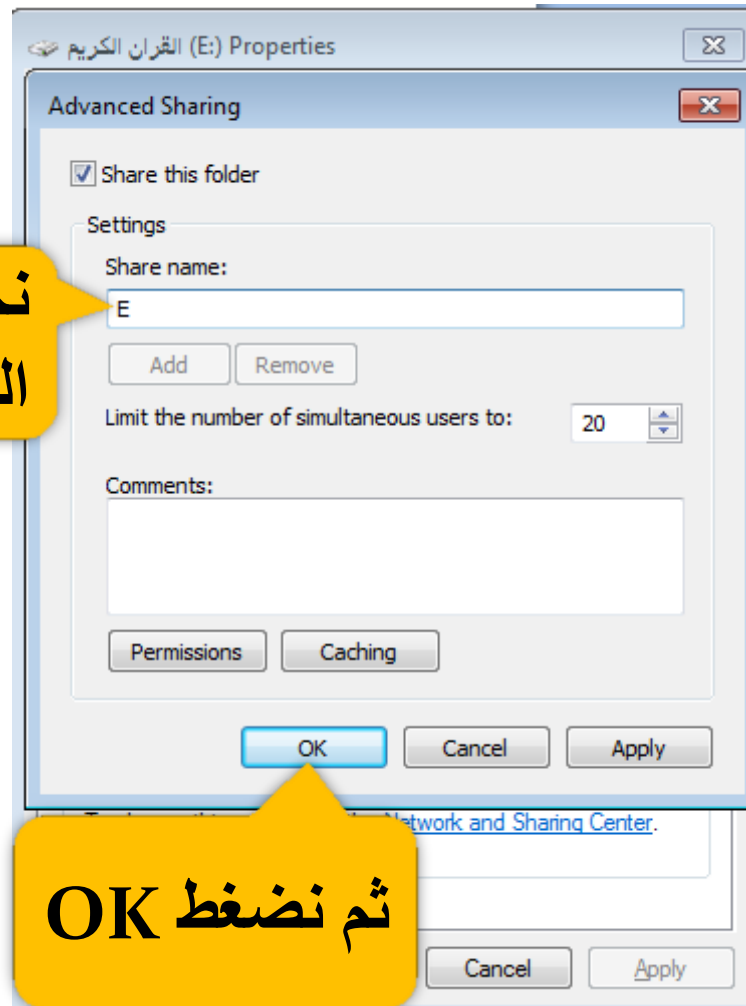 القران الكريم (E:) Properties
Advanced Sharing
Share this folder
Settings
Share name:
E
Add Remove
Limit the number of simultaneous users to: 20
Comments:
Permissions Caching
OK Cancel Apply
Network and Sharing Center.
ثم نضغط OK
Cancel Apply